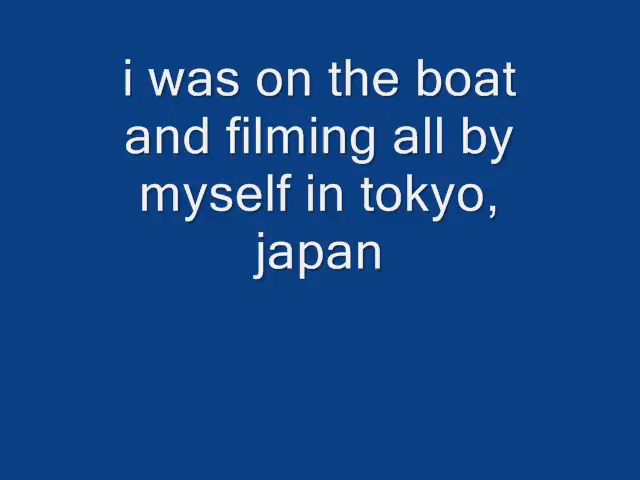 i was on the boat
and filming all by
myself in tokyo,
japan